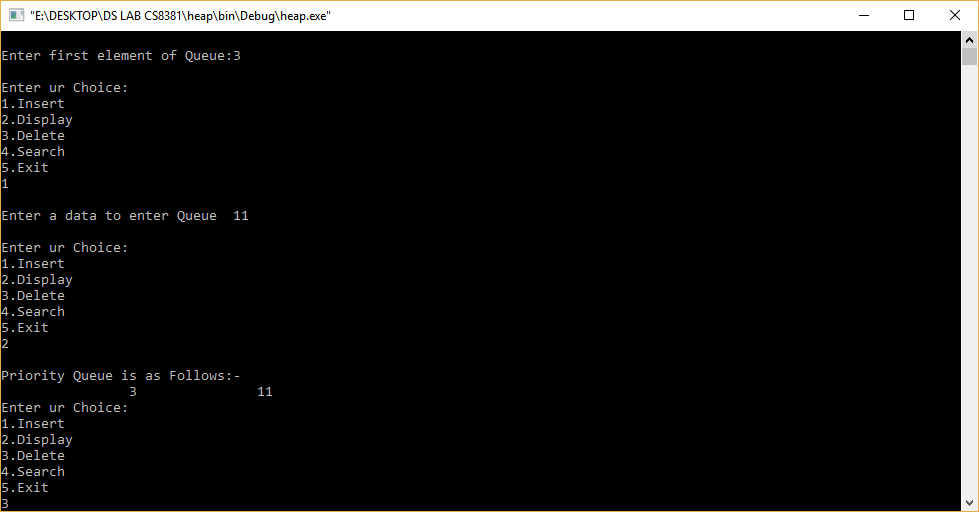 "E:\DESKTOP\DS LAB CS8381\heap\bin\Debug\heap.exe"
Enter first element of Queue:3
Enter ur Choice:
1.Insert
2.Display
3.Delete
4.Search
5.Exit
1
Enter a data to enter Queue  11
Enter ur Choice:
1.Insert
2.Display
3.Delete
4.Search
5.Exit
2
Priority Queue is as Follows:-
                3               11
Enter ur Choice:
1.Insert
2.Display
3.Delete
4.Search
5.Exit
3